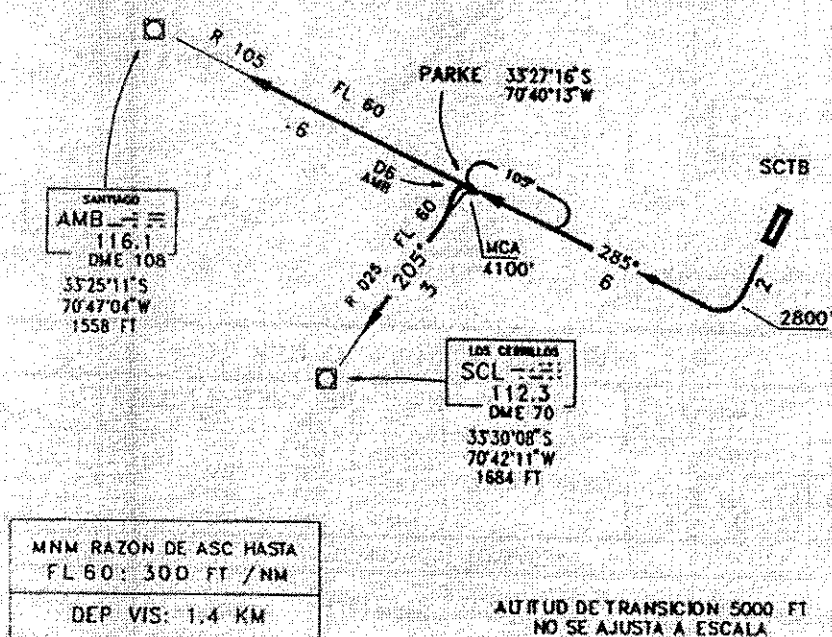 R 105
FL 60
.6
PARKE 33°27'16"S
70°40'13"W
D6
AMB
105°
SCTB
MCA
4100'
285°
6
2
2800'
FL 60
205°
3
R 025
SANTIAGO
AMB
116.1
DME 108
33°25'11"S
70°47'04"W
1558 FT
LOS CERRILLOS
SCL
112.3
DME 70
33°30'08"S
70°42'11"W
1684 FT
MNM RAZON DE ASC HASTA
FL 60: 300 FT / NM
DEP VIS: 1.4 KM
ALTITUD DE TRANSICION 5000 FT
NO SE AJUSTA A ESCALA